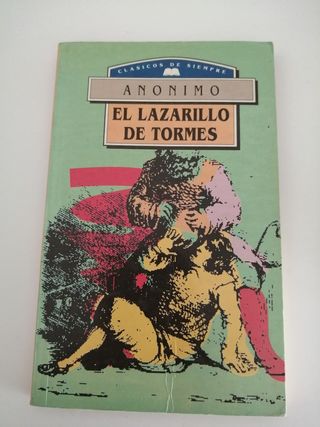 CLASICOS DE SIEMPRE
ANONIMO
EL LAZARILLO
DE TORMES